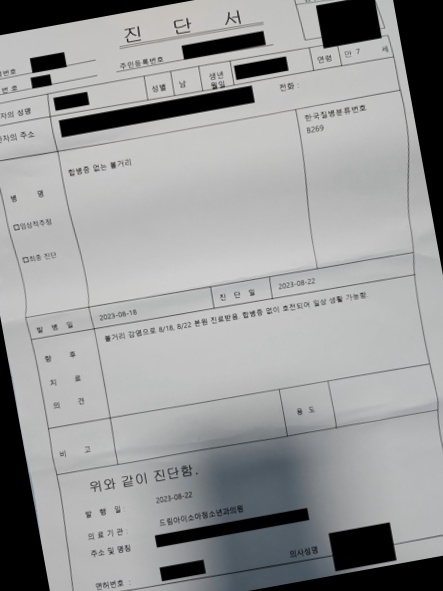 진 단 서
번호
주민등록번호
번 호
자의 성명
성별 남
생년
월일
연령 만 7 세
자의 주소
전화 :
병 명
합병증 없는 볼거리
한국질병분류번호
8269
□임상적추정
□최종 진단
발 병 일
2023-08-18
진 단 일
2023-08-22
향 후
치 료
의 견
볼거리 감염으로 8/18, 8/22 본원 진료받음. 합병증 없이 호전되어 일상 생활 가능함.
비 고
용 도
위와 같이 진단함.
발 행 일 :
2023-08-22
의 료 기 관 :
드림아이소아청소년과의원
주소 및 명칭
면허번호 :
의사성명